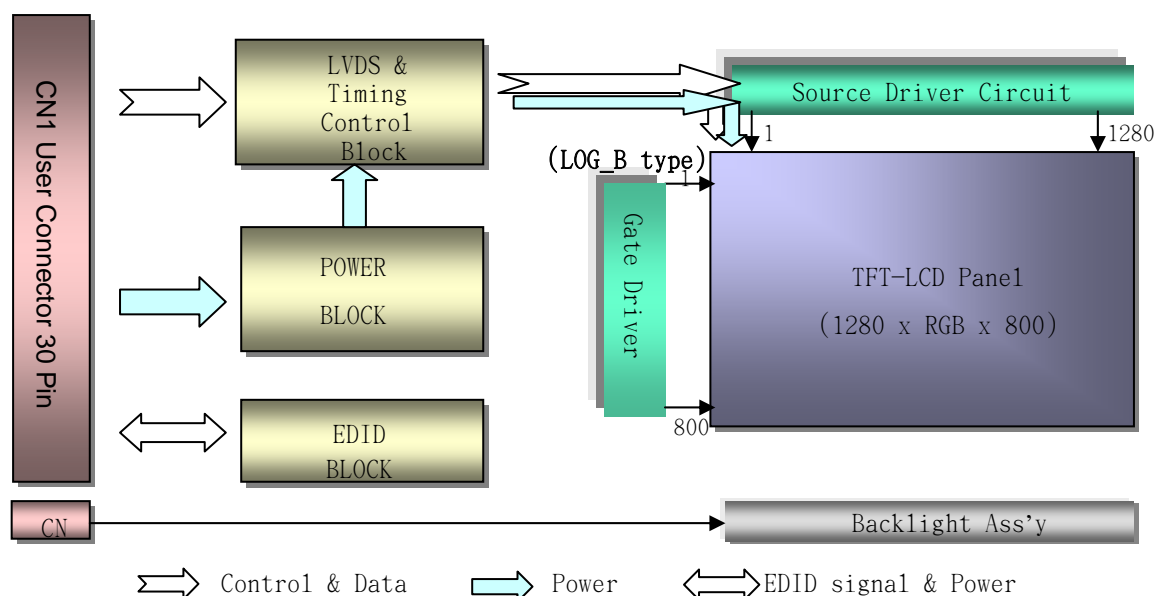 CN1 User Connector 30 Pin
LVDS &
Timing
Control
Block
POWER
BLOCK
EDID
BLOCK
Source Driver Circuit
1
1280
(LOG_B type)
1
Gate Driver
800
TFT-LCD Panel
(1280 x RGB x 800)
CN
Backlight Ass'y
Control & Data
Power
EDID signal & Power